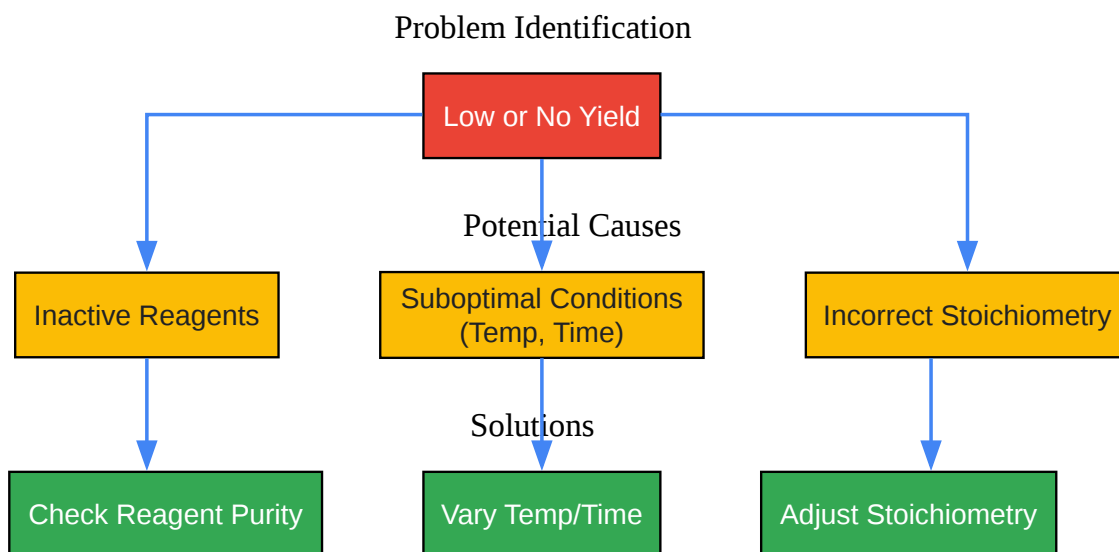 Problem Identification
Low or No Yield
Potential Causes
Inactive Reagents
Suboptimal Conditions
(Temp, Time)
Incorrect Stoichiometry
Solutions
Check Reagent Purity
Vary Temp/Time
Adjust Stoichiometry